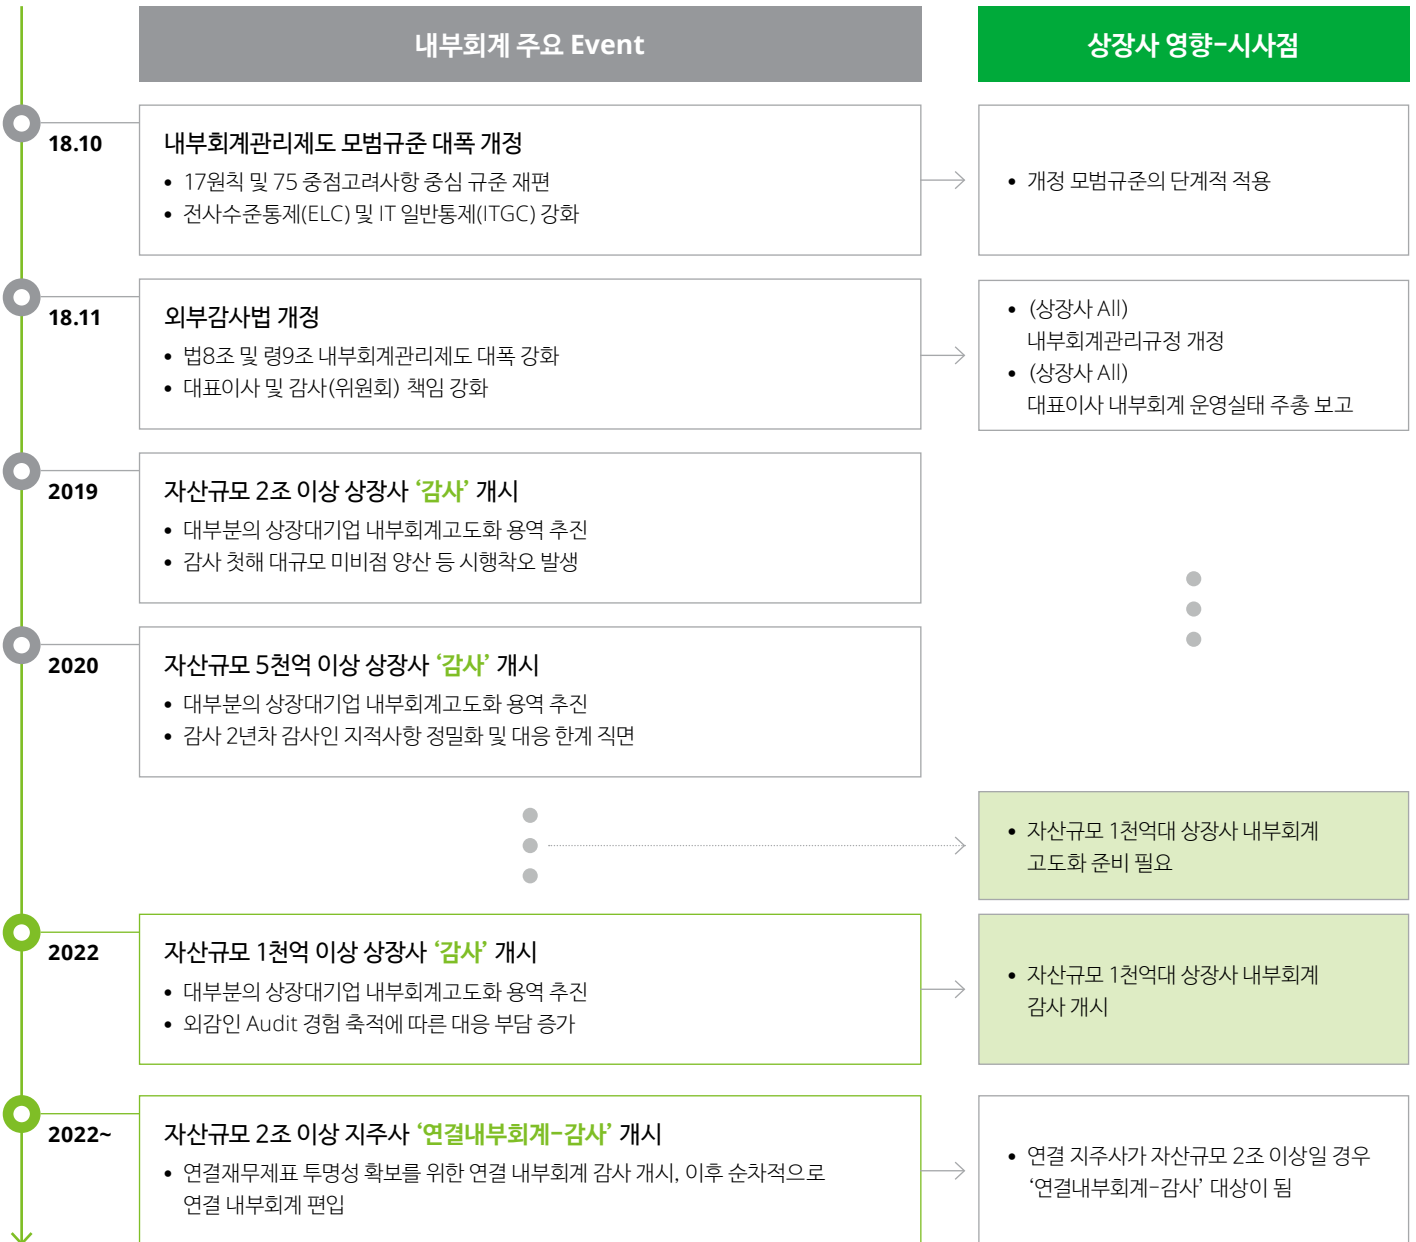 내부회계 주요 Event
상장사 영향-시사점
18.10
내부회계관리제도 모범규준 대폭 개정
• 17원칙 및 75 중점고려사항 중심 규준 재편
• 전사수준통제(ELC) 및 IT 일반통제(ITGC) 강화
• 개정 모범규준의 단계적 적용
18.11
외부감사법 개정
• 법8조 및 령9조 내부회계관리제도 대폭 강화
• 대표이사 및 감사(위원회) 책임 강화
• (상장사 All)
내부회계관리규정 개정
• (상장사 All)
대표이사 내부회계 운영실태 주총 보고
2019
자산규모 2조 이상 상장사 ‘감사’ 개시
• 대부분의 상장대기업 내부회계고도화 용역 추진
• 감사 첫해 대규모 미비점 양산 등 시행착오 발생
2020
자산규모 5천억 이상 상장사 ‘감사’ 개시
• 대부분의 상장대기업 내부회계고도화 용역 추진
• 감사 2년차 감사인 지적사항 정밀화 및 대응 한계 직면
• 자산규모 1천억대 상장사 내부회계
고도화 준비 필요
2022
자산규모 1천억 이상 상장사 ‘감사’ 개시
• 대부분의 상장대기업 내부회계고도화 용역 추진
• 외감인 Audit 경험 축적에 따른 대응 부담 증가
• 자산규모 1천억대 상장사 내부회계
감사 개시
2022~
자산규모 2조 이상 지주사 ‘연결내부회계-감사’ 개시
• 연결재무제표 투명성 확보를 위한 연결 내부회계 감사 개시, 이후 순차적으로
연결 내부회계 편입
• 연결 지주사가 자산규모 2조 이상일 경우
‘연결내부회계-감사’ 대상이 됨